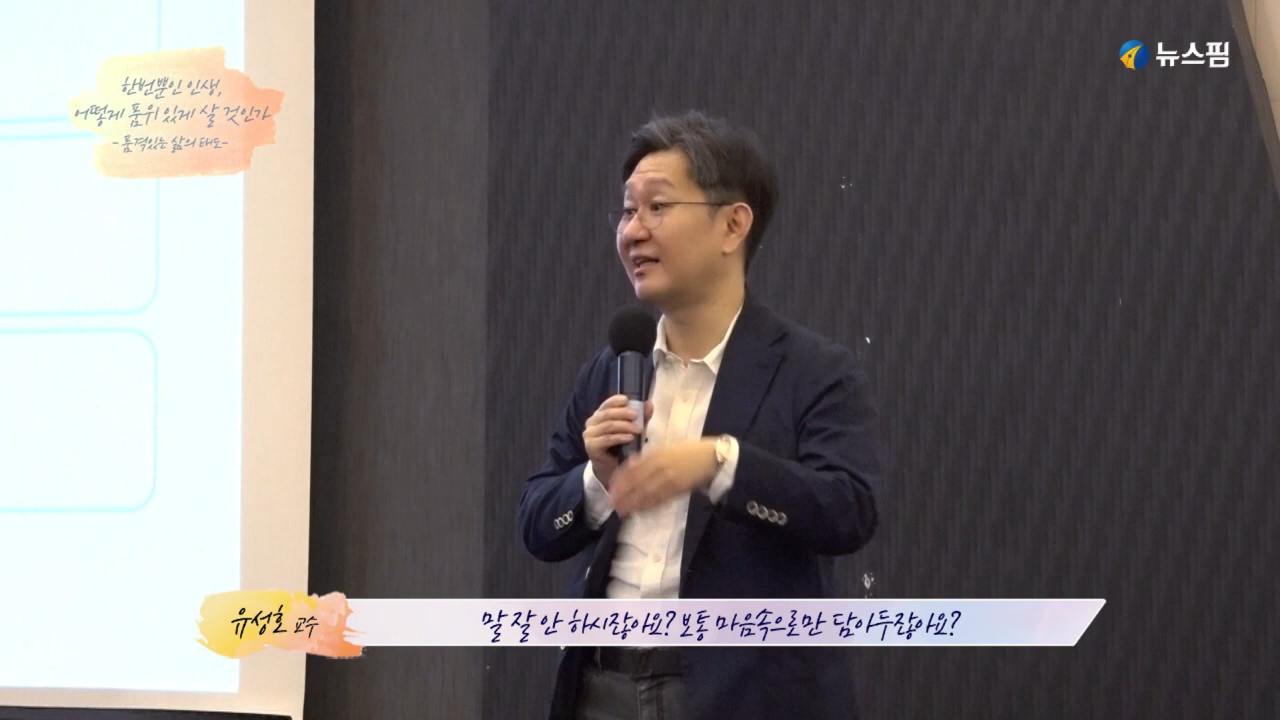 뉴스핌
한번뿐인 인생,
어떻게 품위 있게 살 것인가
-품격있는 삶의 태도-
유성호 교수
말 잘 안 하시잖아요? 보통 마음속으로만 담아두잖아요?